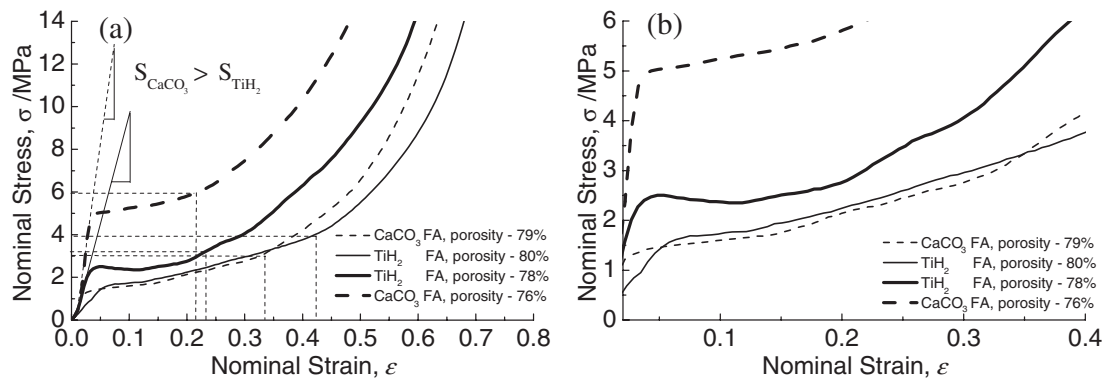 (a)
S_CaCO₃ > S_TiH₂
Nominal Stress, σ /MPa
14
12
10
8
6
4
2
0
0.0 0.1 0.2 0.3 0.4 0.5 0.6 0.7 0.8
Nominal Strain, ε
CaCO₃ FA, porosity - 79%
TiH₂ FA, porosity - 80%
TiH₂ FA, porosity - 78%
CaCO₃ FA, porosity - 76%
(b)
Nominal Stress, σ /MPa
6
5
4
3
2
1
0
0.1 0.2 0.3 0.4
Nominal Strain, ε
CaCO₃ FA, porosity - 79%
TiH₂ FA, porosity - 80%
TiH₂ FA, porosity - 78%
CaCO₃ FA, porosity - 76%